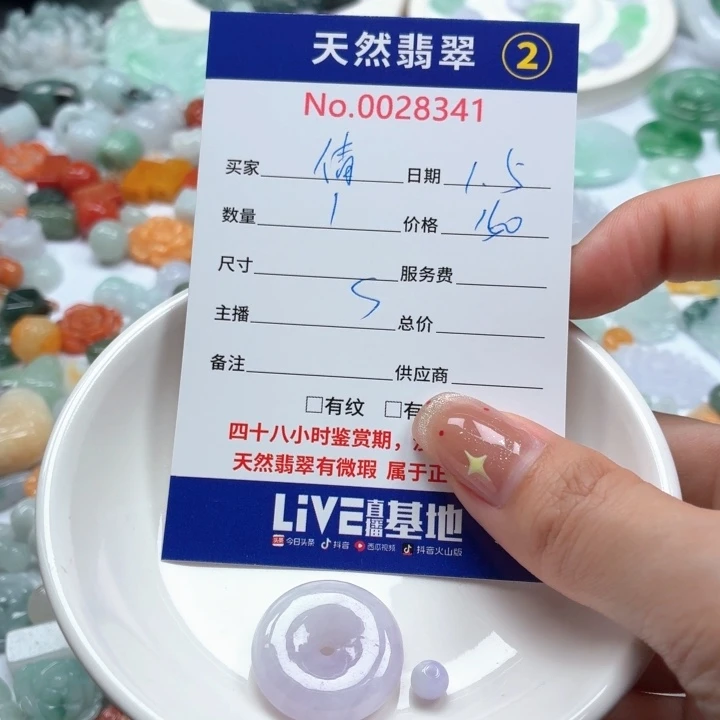 天然翡翠 ②
No.0028341
买家 倩 日期 1.5
数量 1 价格
尺寸 服务费
主播 总价
备注 供应商
□有纹 □有
四十八小时鉴赏期，
天然翡翠有微瑕 属于正
LiVE直播基地
头条 今日头条 抖音 西瓜视频 抖音火山版